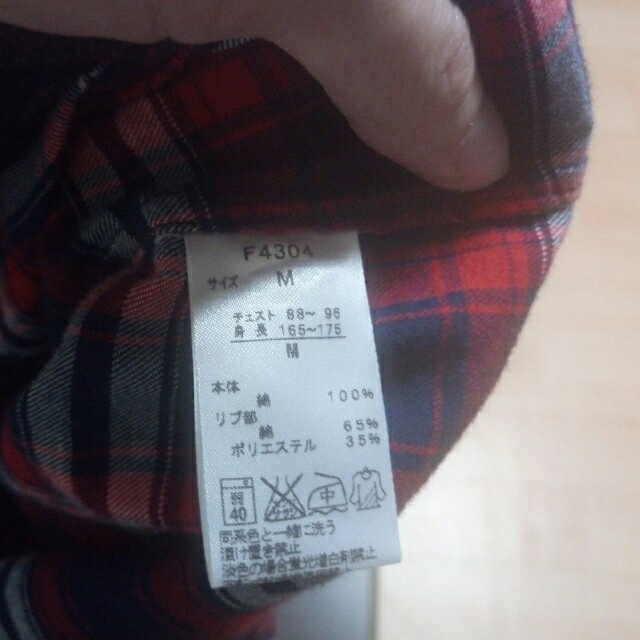 F4304
サイズ M
チェスト 88～ 96
身長 165～175
M
本体
綿 100%
リブ部
綿 65%
ポリエステル 35%
40
中
同系色と一緒に洗う
漬け置禁止